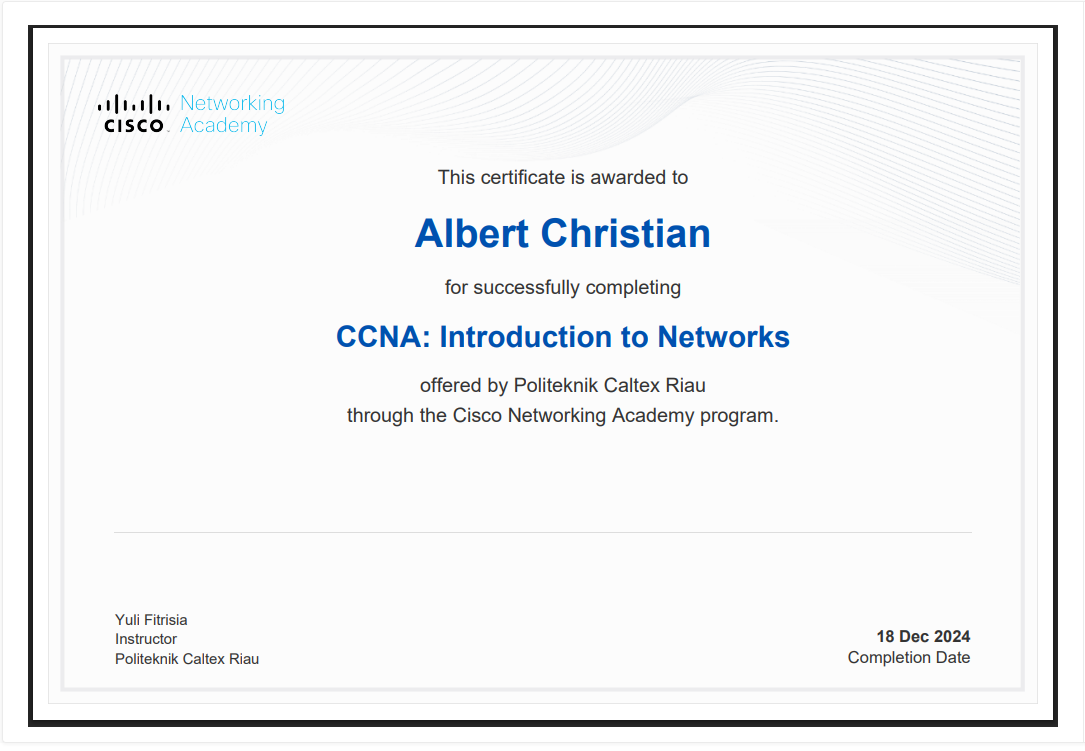 CISCO Networking
Academy
This certificate is awarded to
Albert Christian
for successfully completing
CCNA: Introduction to Networks
offered by Politeknik Caltex Riau
through the Cisco Networking Academy program.
Yuli Fitrisia
Instructor
Politeknik Caltex Riau
18 Dec 2024
Completion Date